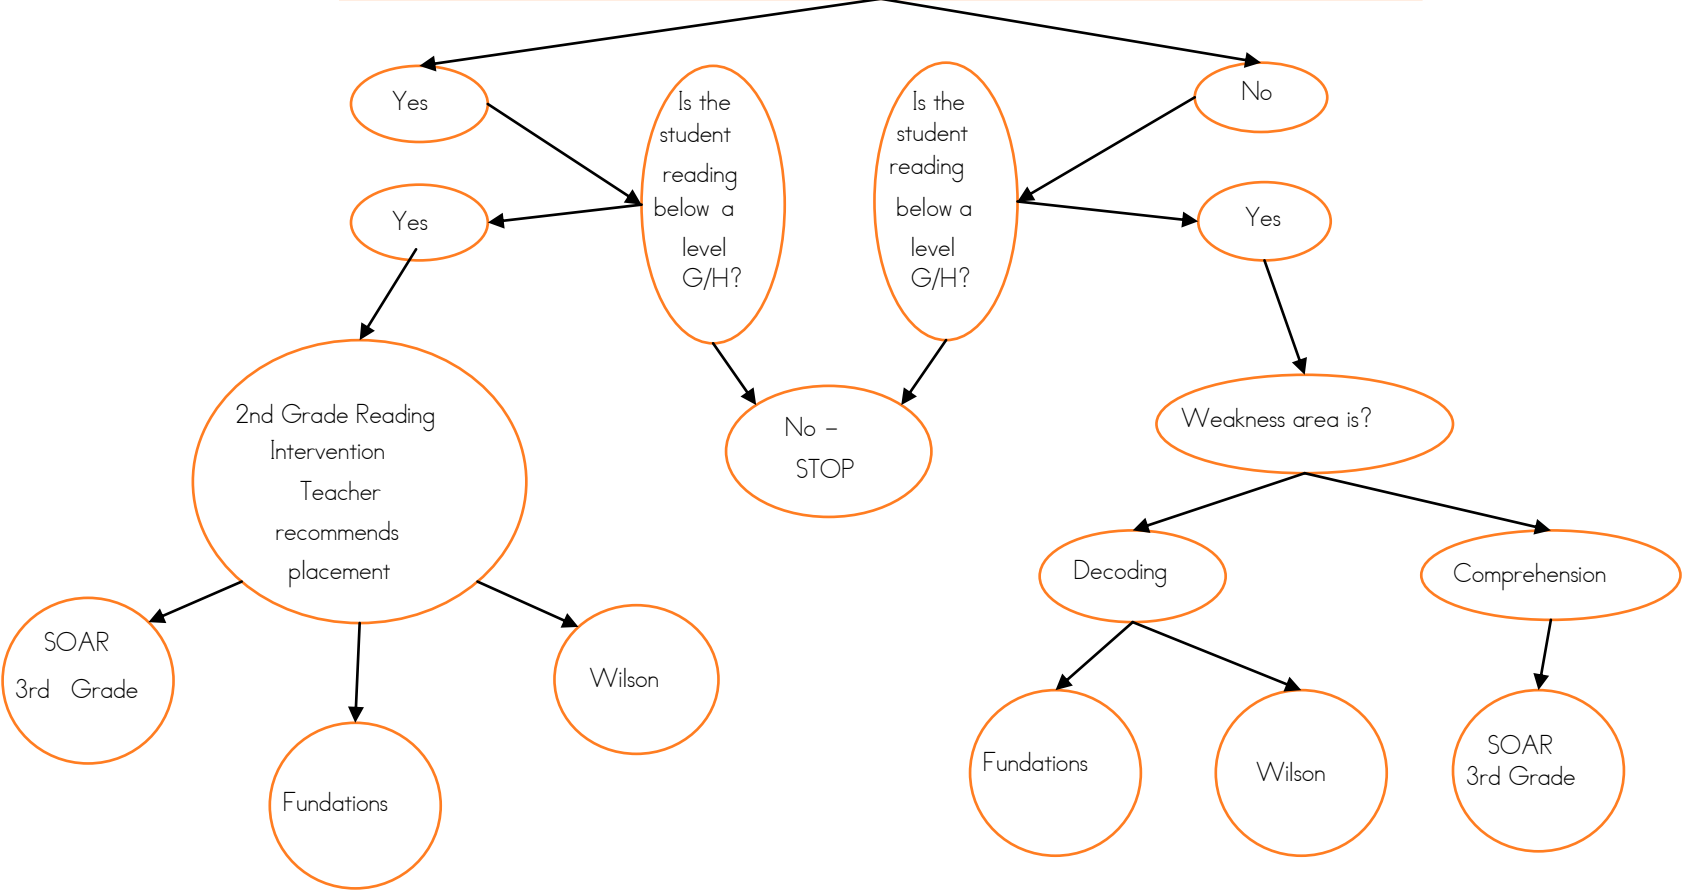 Yes
Is the
student
reading
below a
level
G/H?
Is the
student
reading
below a
level
G/H?
No
Yes
Yes
2nd Grade Reading
Intervention
Teacher
recommends
placement
No –
STOP
Weakness area is?
Decoding
Comprehension
SOAR
3rd Grade
Fundations
Wilson
Fundations
Wilson
SOAR
3rd Grade